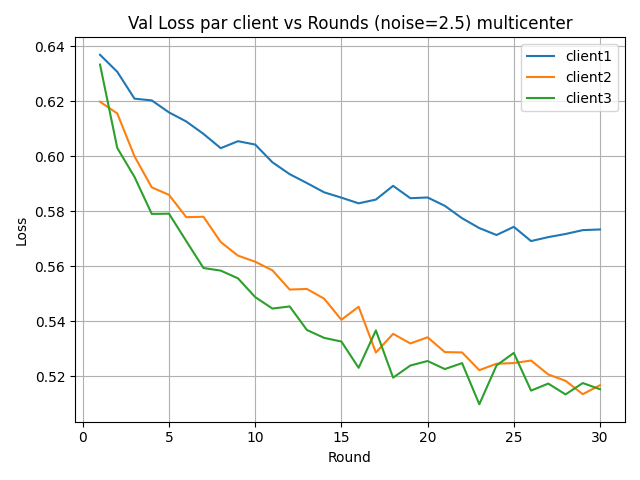 Val Loss par client vs Rounds (noise=2.5) multicenter
client1
client2
client3
Loss
0.64
0.62
0.60
0.58
0.56
0.54
0.52
0
5
10
15
20
25
30
Round